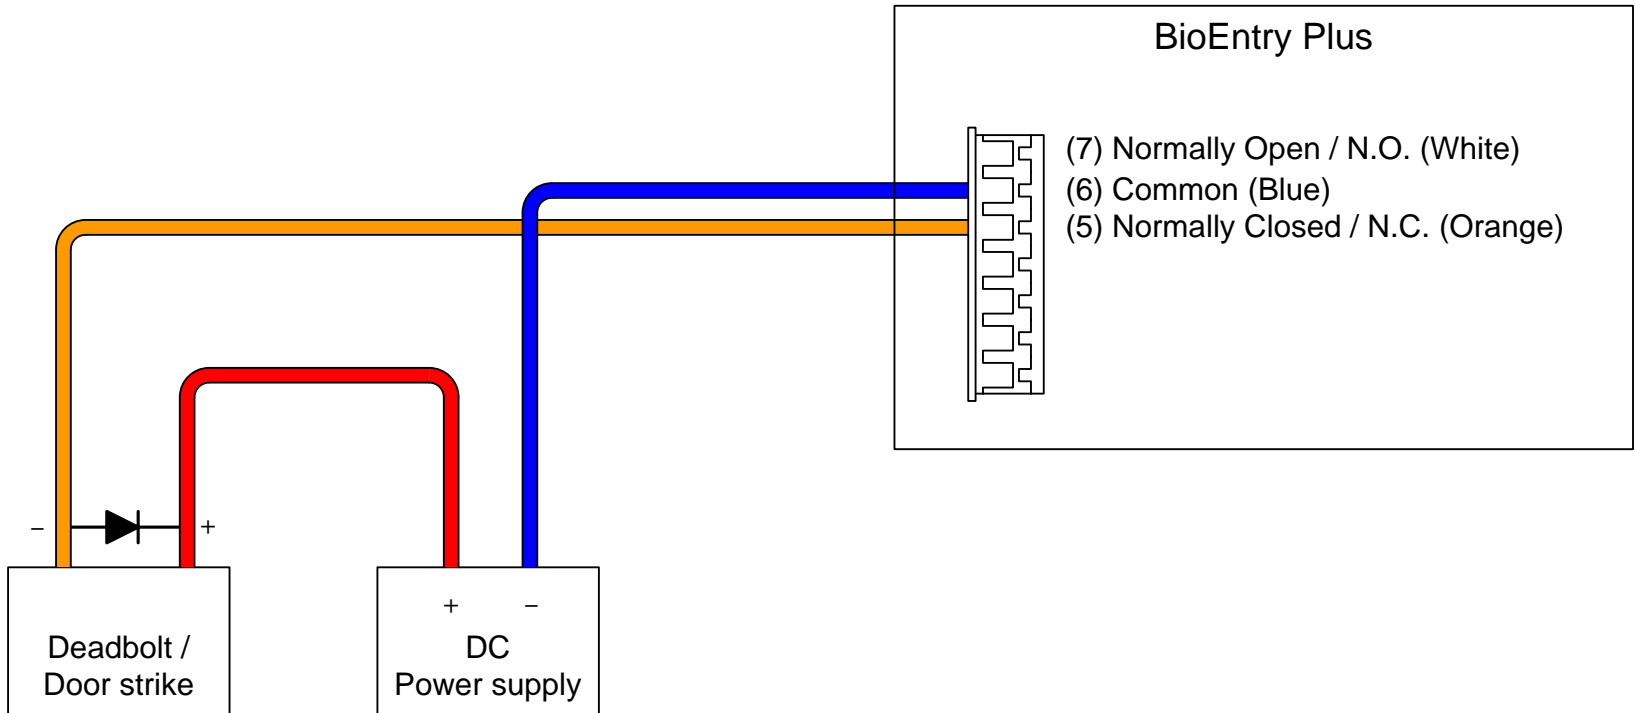 BioEntry Plus
(7) Normally Open / N.O. (White)
(6) Common (Blue)
(5) Normally Closed / N.C. (Orange)
− +
+ −
Deadbolt /
Door strike
DC
Power supply